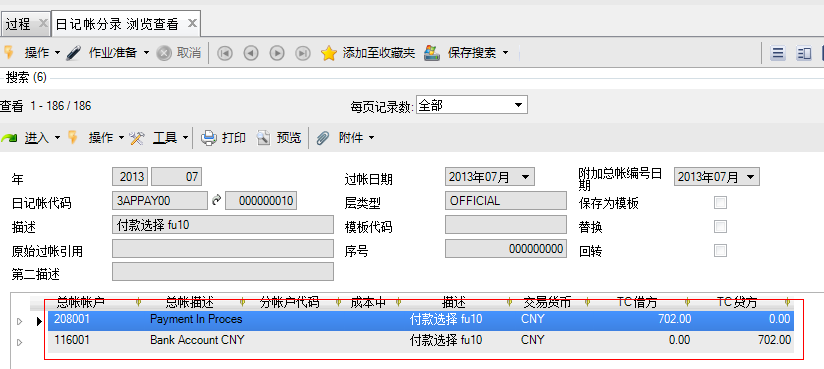 过程 日记帐分录 浏览查看
操作 作业准备 取消 添加至收藏夹 保存搜索
搜索 (6)
查看 1 - 186 / 186 每页记录数: 全部
进入 操作 工具 打印 预览 附件
年 2013 07 过帐日期 2013年07月 附加总帐编号日期 2013年07月
日记帐代码 3APPAY00 000000010 层类型 OFFICIAL 保存为模板
描述 付款选择 fu10 模板代码 替换
原始过帐引用 序号 000000000 回转
第二描述
总帐帐户 总帐描述 分帐户代码 成本中 描述 交易货币 TC 借方 TC 贷方
208001 Payment In Proces 付款选择 fu10 CNY 702.00 0.00
116001 Bank Account CNY 付款选择 fu10 CNY 0.00 702.00